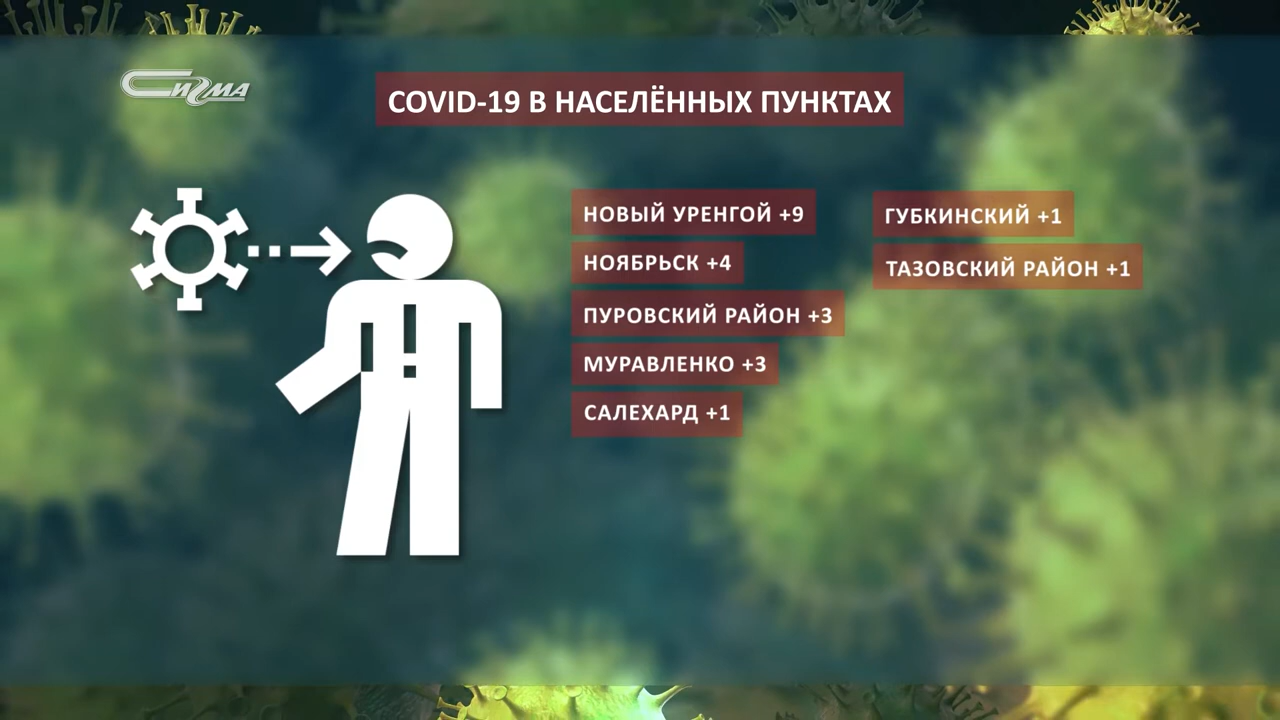 СИГМА
COVID-19 В НАСЕЛЁННЫХ ПУНКТАХ
НОВЫЙ УРЕНГОЙ +9
НОЯБРЬСК +4
ПУРОВСКИЙ РАЙОН +3
МУРАВЛЕНКО +3
САЛЕХАРД +1
ГУБКИНСКИЙ +1
ТАЗОВСКИЙ РАЙОН +1